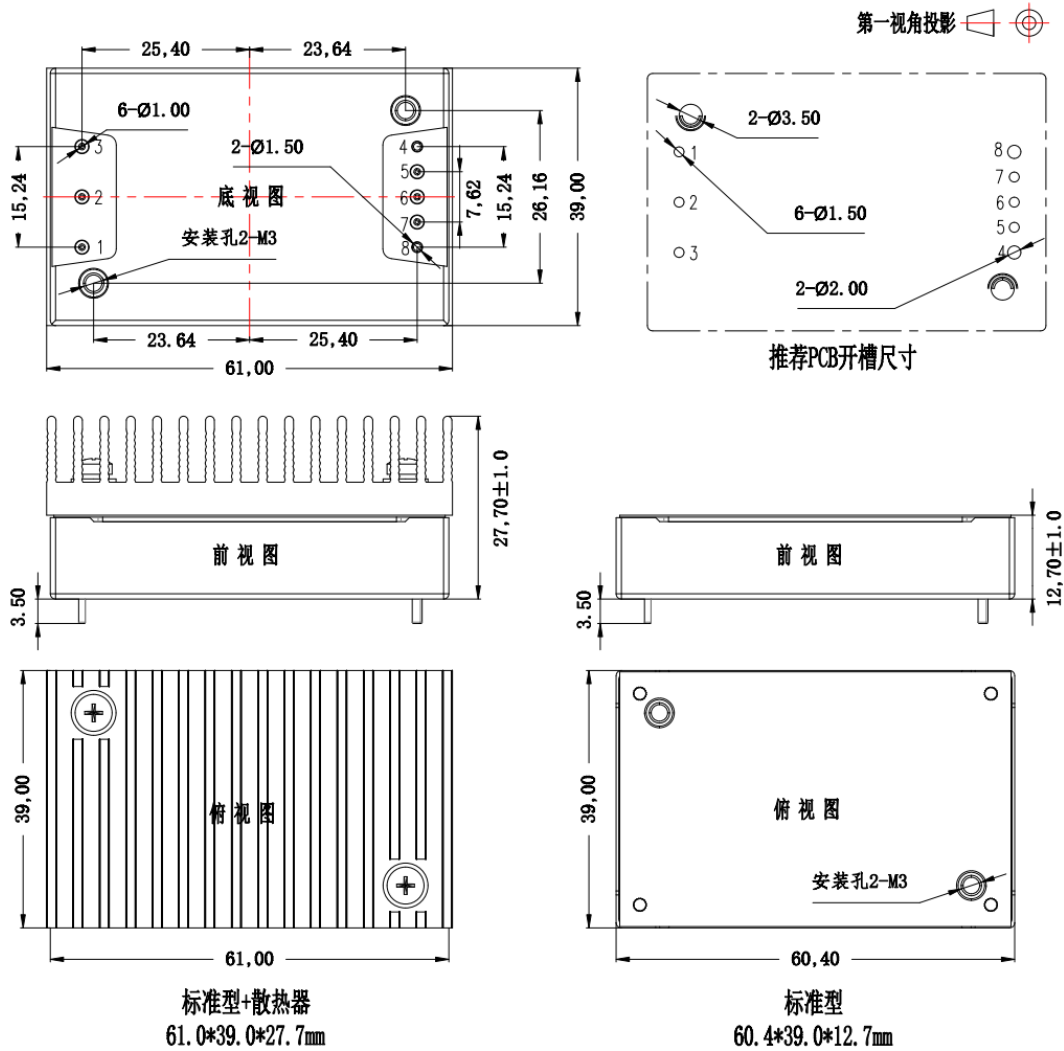 第一视角投影
25,40
23,64
6-Ø1.00
2-Ø1.50
3
2
1
4
5
6
7
8
15,24
底 视 图
安装孔2-M3
7,62
15,24
26,16
39,00
23.64
25,40
61,00
2-Ø3.50
1
2
3
8
7
6
5
4
6-Ø1.50
2-Ø2.00
推荐PCB开槽尺寸
27,70±1.0
前 视 图
3.50
前 视 图
3.50
12,70±1.0
39,00
俯 视 图
61,00
39,00
俯 视 图
安装孔2-M3
60,40
标准型+散热器
61.0*39.0*27.7mm
标准型
60.4*39.0*12.7mm